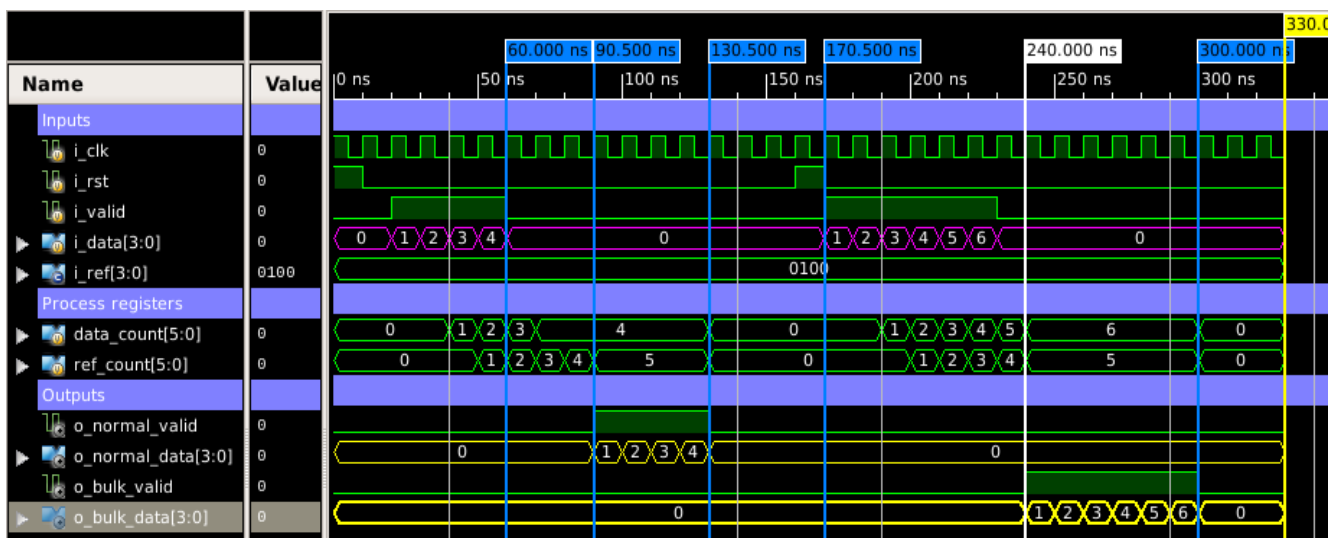 330.0
60.000 ns 90.500 ns 130.500 ns 170.500 ns 240.000 ns 300.000 ns
Name Value 0 ns 50 ns 100 ns 150 ns 200 ns 250 ns 300 ns
Inputs
i_clk 0
i_rst 0
i_valid 0
i_data[3:0] 0 0 1 2 3 4 0 1 2 3 4 5 6 0
i_ref[3:0] 0100 0100
Process registers
data_count[5:0] 0 0 1 2 3 4 0 1 2 3 4 5 6 0
ref_count[5:0] 0 0 1 2 3 4 5 0 1 2 3 4 5 0
Outputs
o_normal_valid 0
o_normal_data[3:0] 0 0 1 2 3 4 0
o_bulk_valid 0
o_bulk_data[3:0] 0 0 1 2 3 4 5 6 0